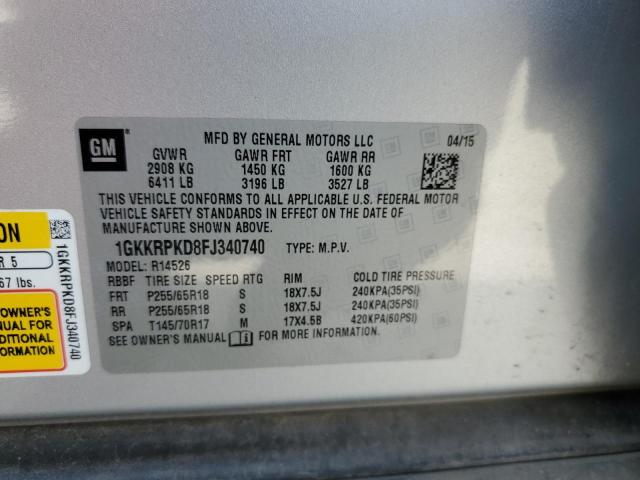 GM
MFD BY GENERAL MOTORS LLC 04/15
GVWR GAWR FRT GAWR RR
2908 KG 1450 KG 1600 KG
6411 LB 3196 LB 3527 LB
THIS VEHICLE CONFORMS TO ALL APPLICABLE U.S. FEDERAL MOTOR
VEHICLE SAFETY STANDARDS IN EFFECT ON THE DATE OF
MANUFACTURE SHOWN ABOVE.
1GKKRPKD8FJ340740 TYPE: M.P.V.
MODEL: R14526
RBBF TIRE SIZE SPEED RTG RIM COLD TIRE PRESSURE
FRT P255/65R18 S 18X7.5J 240KPA(35PSI)
RR P255/65R18 S 18X7.5J 240KPA(35PSI)
SPA T145/70R17 M 17X4.5B 420KPA(60PSI)
SEE OWNER'S MANUAL FOR MORE INFORMATION
ON
R 5
67 lbs.
OWNER'S
NUAL FOR
DITIONAL
ORMATION
1GKKRPKD8FJ340740